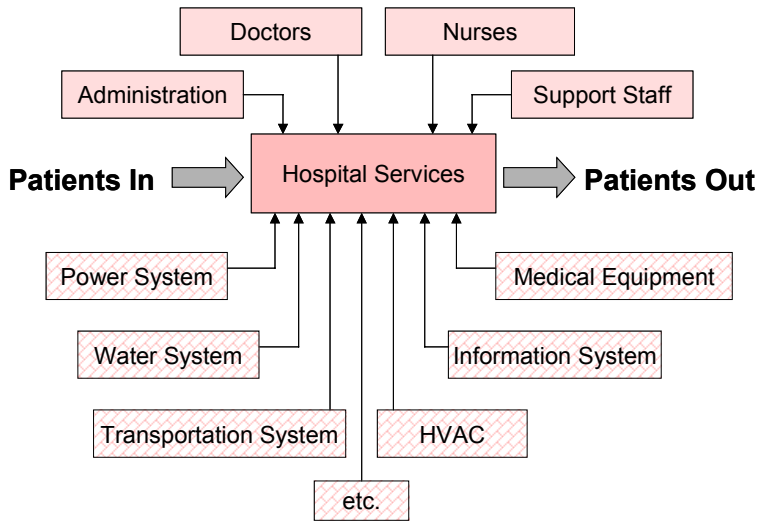 Doctors
Nurses
Administration
Support Staff
Patients In
Hospital Services
Patients Out
Power System
Medical Equipment
Water System
Information System
Transportation System
HVAC
etc.